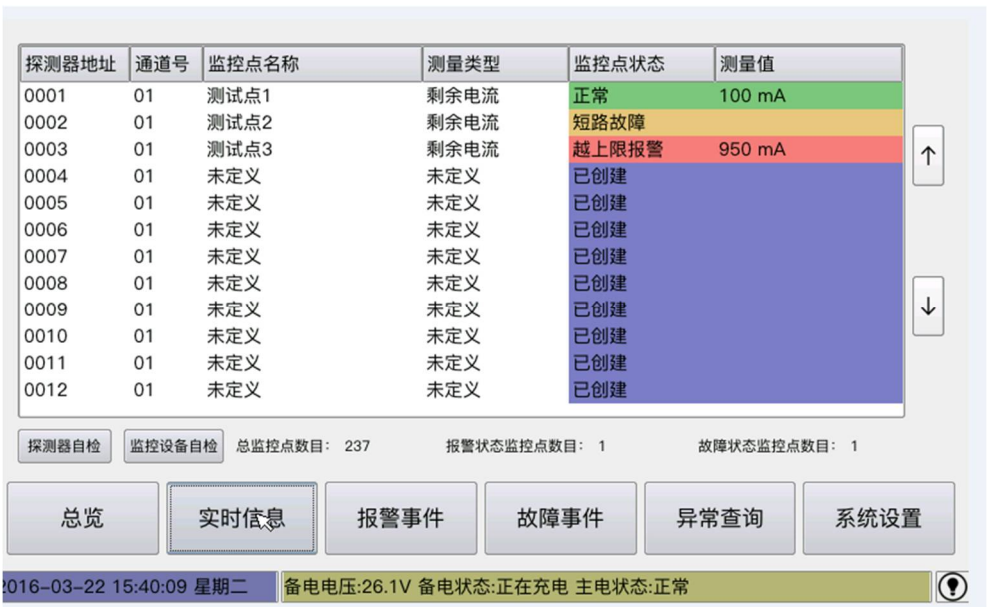 探测器地址 通道号 监控点名称 测量类型 监控点状态 测量值
0001 01 测试点1 剩余电流 正常 100 mA
0002 01 测试点2 剩余电流 短路故障
0003 01 测试点3 剩余电流 越上限报警 950 mA
0004 01 未定义 未定义 已创建
0005 01 未定义 未定义 已创建
0006 01 未定义 未定义 已创建
0007 01 未定义 未定义 已创建
0008 01 未定义 未定义 已创建
0009 01 未定义 未定义 已创建
0010 01 未定义 未定义 已创建
0011 01 未定义 未定义 已创建
0012 01 未定义 未定义 已创建
↑
↓
探测器自检 监控设备自检 总监控点数目: 237 报警状态监控点数目: 1 故障状态监控点数目: 1
总览 实时信息 报警事件 故障事件 异常查询 系统设置
2016-03-22 15:40:09 星期二 备电电压:26.1V 备电状态:正在充电 主电状态:正常